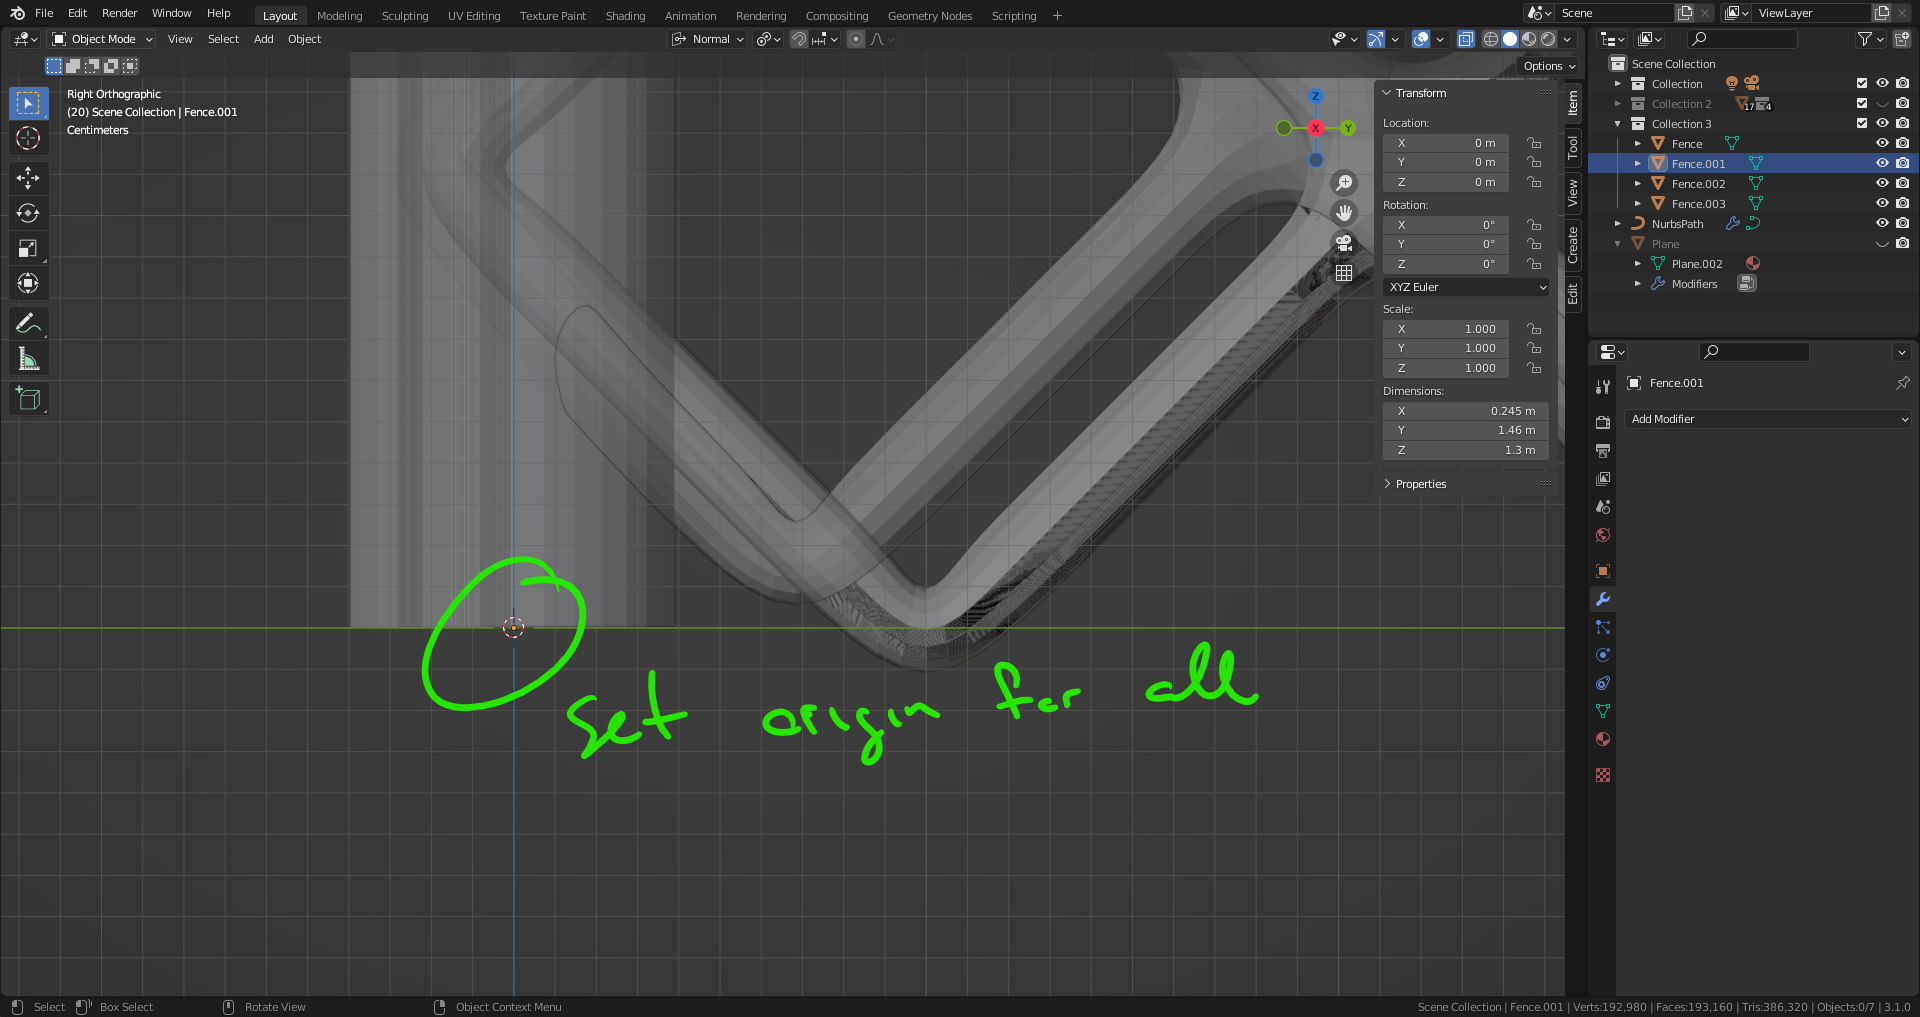 File Edit Render Window Help Layout Modeling Sculpting UV Editing Texture Paint Shading Animation Rendering Compositing Geometry Nodes Scripting + Scene ViewLayer
Object Mode View Select Add Object Normal
Options
Right Orthographic
(20) Scene Collection | Fence.001
Centimeters
Z
X
Y
Transform
Location:
X 0 m
Y 0 m
Z 0 m
Rotation:
X 0°
Y 0°
Z 0°
XYZ Euler
Scale:
X 1.000
Y 1.000
Z 1.000
Dimensions:
X 0.245 m
Y 1.46 m
Z 1.3 m
Properties
Item
Tool
View
Create
Edit
Scene Collection
Collection
Collection 2 17 4
Collection 3
Fence
Fence.001
Fence.002
Fence.003
NurbsPath
Plane
Plane.002
Modifiers
Fence.001
Add Modifier
set origin for all
Select Box Select Rotate View Object Context Menu Scene Collection | Fence.001 | Verts:192,980 | Faces:193,160 | Tris:386,320 | Objects:0/7 | 3.1.0